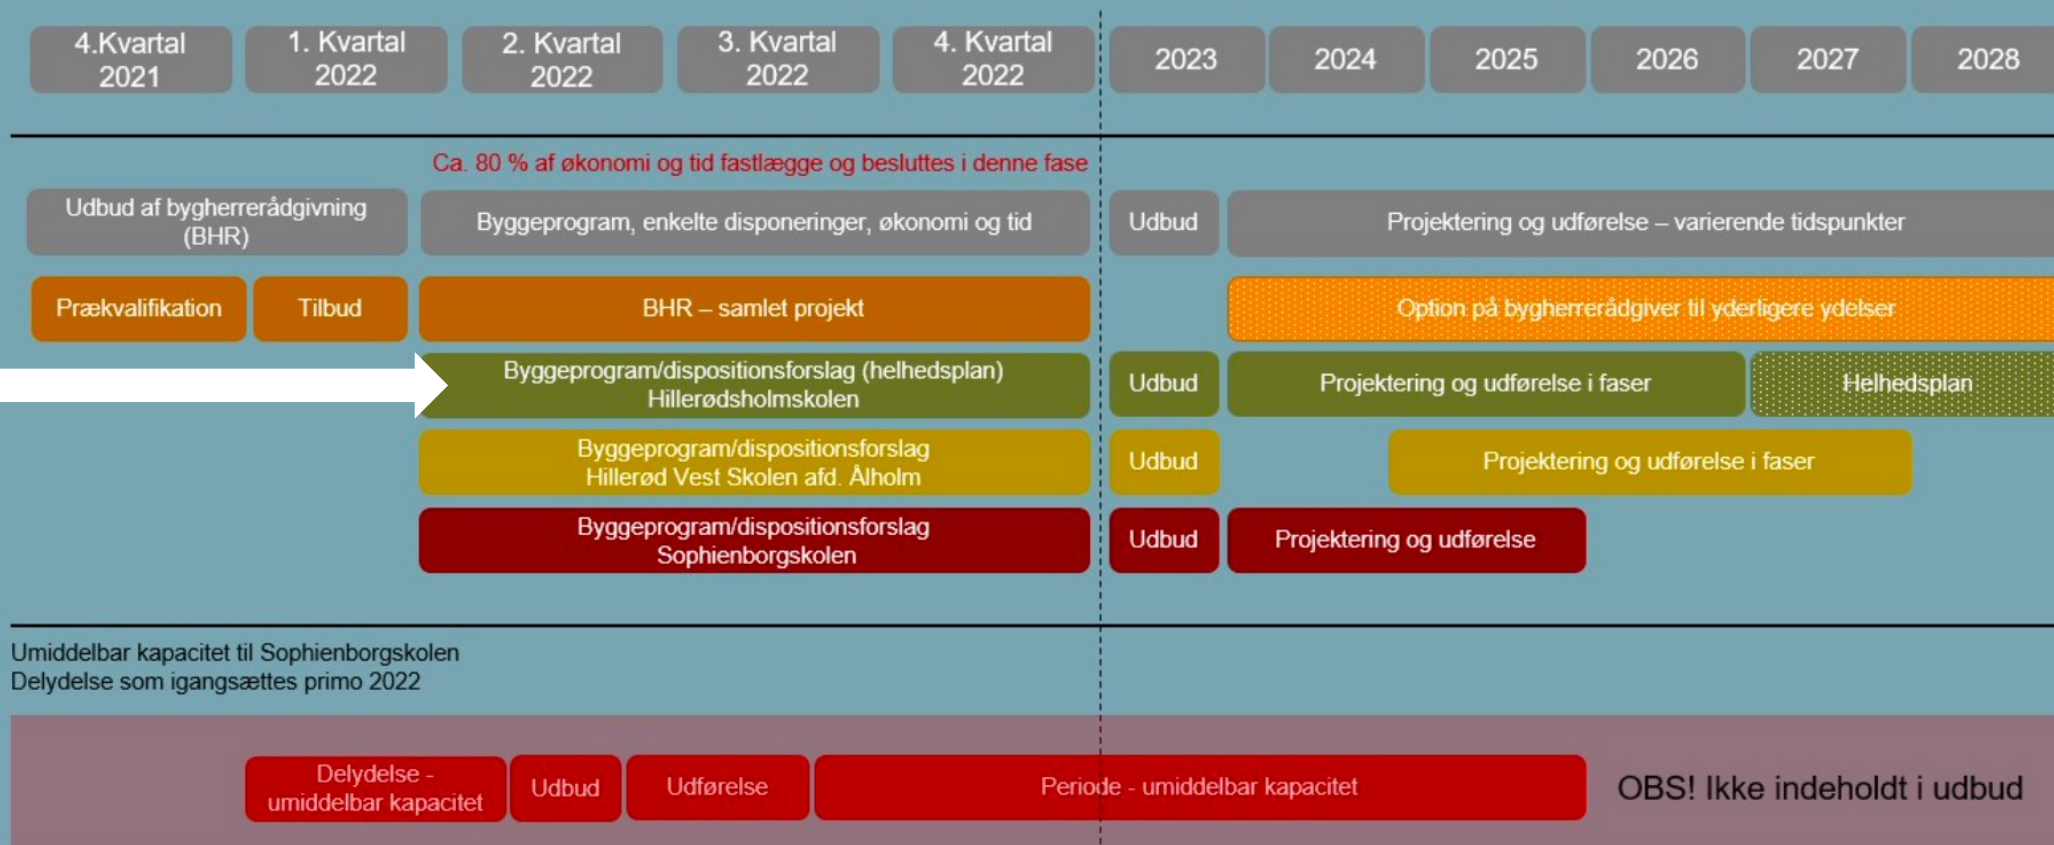 4.Kvartal
2021
1. Kvartal
2022
2. Kvartal
2022
3. Kvartal
2022
4. Kvartal
2022
2023
2024
2025
2026
2027
2028
Ca. 80 % af økonomi og tid fastlægge og besluttes i denne fase
Udbud af bygherrerådgivning
(BHR)
Byggeprogram, enkelte disponeringer, økonomi og tid
Udbud
Projektering og udførelse – varierende tidspunkter
Prækvalifikation
Tilbud
BHR – samlet projekt
Option på bygherrerådgiver til yderligere ydelser
Byggeprogram/dispositionsforslag (helhedsplan)
Hillerødsholmskolen
Udbud
Projektering og udførelse i faser
Helhedsplan
Byggeprogram/dispositionsforslag
Hillerød Vest Skolen afd. Ålholm
Udbud
Projektering og udførelse i faser
Byggeprogram/dispositionsforslag
Sophienborgskolen
Udbud
Projektering og udførelse
Umiddelbar kapacitet til Sophienborgskolen
Delydelse som igangsættes primo 2022
Delydelse -
umiddelbar kapacitet
Udbud
Udførelse
Periode - umiddelbar kapacitet
OBS! Ikke indeholdt i udbud